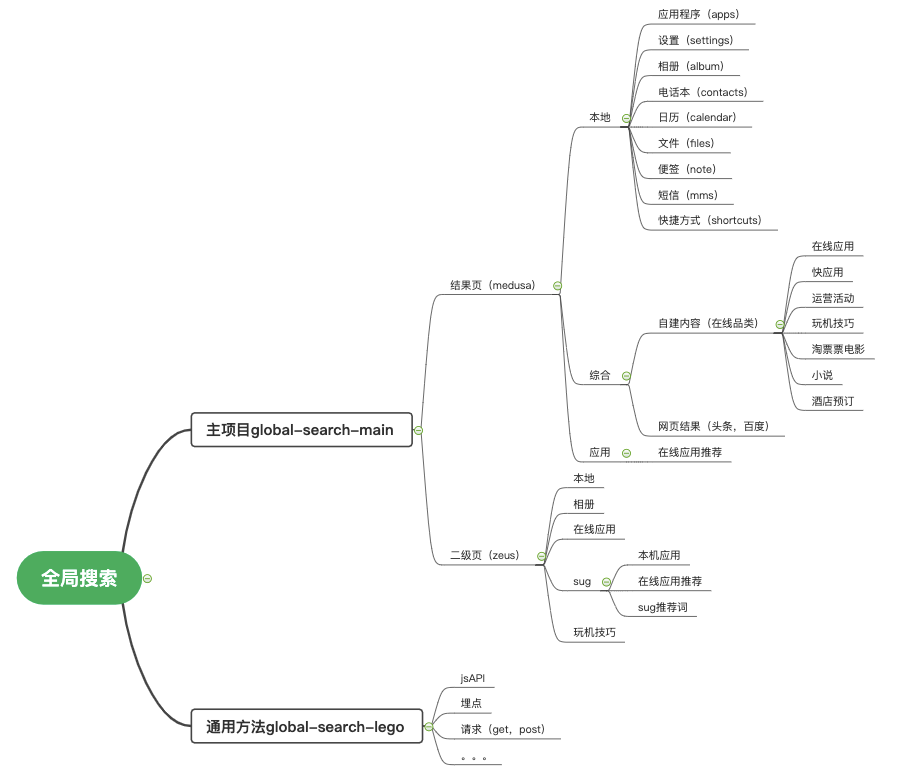 应用程序（apps）
设置（settings）
相册（album）
电话本（contacts）
本地
日历（calendar）
文件（files）
便签（note）
短信（mms）
快捷方式（shortcuts）
在线应用
快应用
结果页（medusa）
运营活动
自建内容（在线品类）
玩机技巧
淘票票电影
综合
小说
酒店预订
网页结果（头条，百度）
主项目global-search-main
应用
在线应用推荐
本地
相册
在线应用
二级页（zeus）
本机应用
全局搜索
sug
在线应用推荐
sug推荐词
玩机技巧
jsAPI
埋点
通用方法global-search-lego
请求（get，post）
。。。